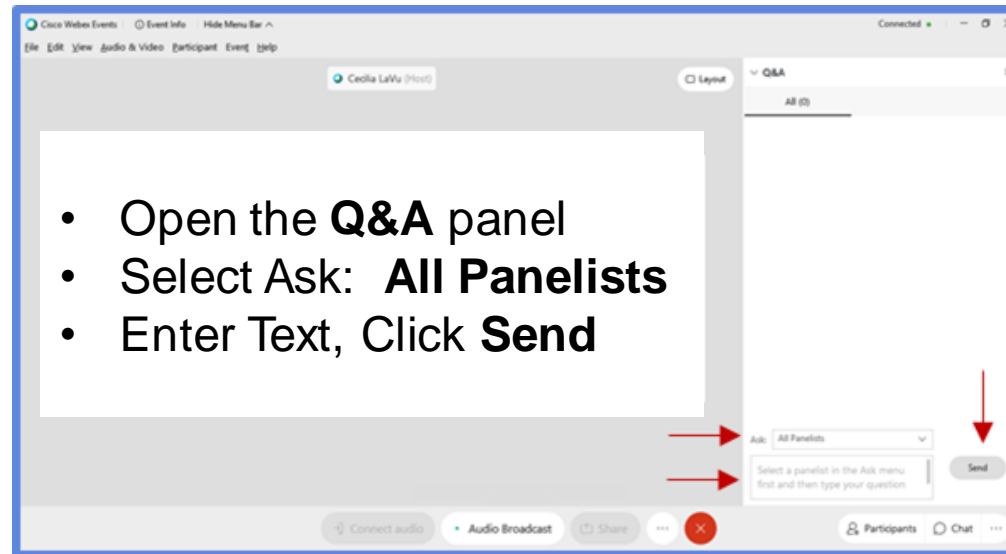 Cisco Webex Events Event Info Hide Menu Bar Connected
File Edit View Audio & Video Participant Event Help
Cecilia LaVu (Host) Layout
Q&A
All (0)
• Open the Q&A panel
• Select Ask: All Panelists
• Enter Text, Click Send
Ask: All Panelists
Select a panelist in the Ask menu
first and then type your question
Send
Connect audio Audio Broadcast Share Participants Chat